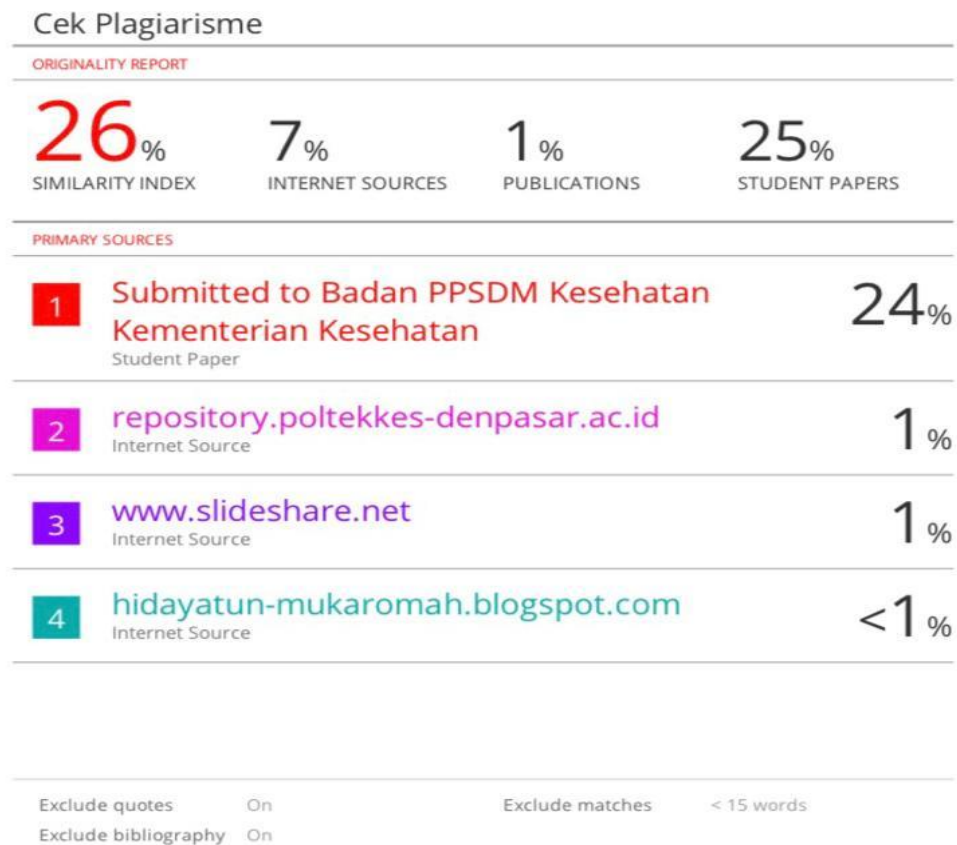 Cek Plagiarisme
ORIGINALITY REPORT
26% 7% 1% 25%
SIMILARITY INDEX INTERNET SOURCES PUBLICATIONS STUDENT PAPERS
PRIMARY SOURCES
1 Submitted to Badan PPSDM Kesehatan 24%
Kementerian Kesehatan
Student Paper
2 repository.poltekkes-denpasar.ac.id 1%
Internet Source
3 www.slideshare.net 1%
Internet Source
4 hidayatun-mukaromah.blogspot.com <1%
Internet Source
Exclude quotes On Exclude matches < 15 words
Exclude bibliography On